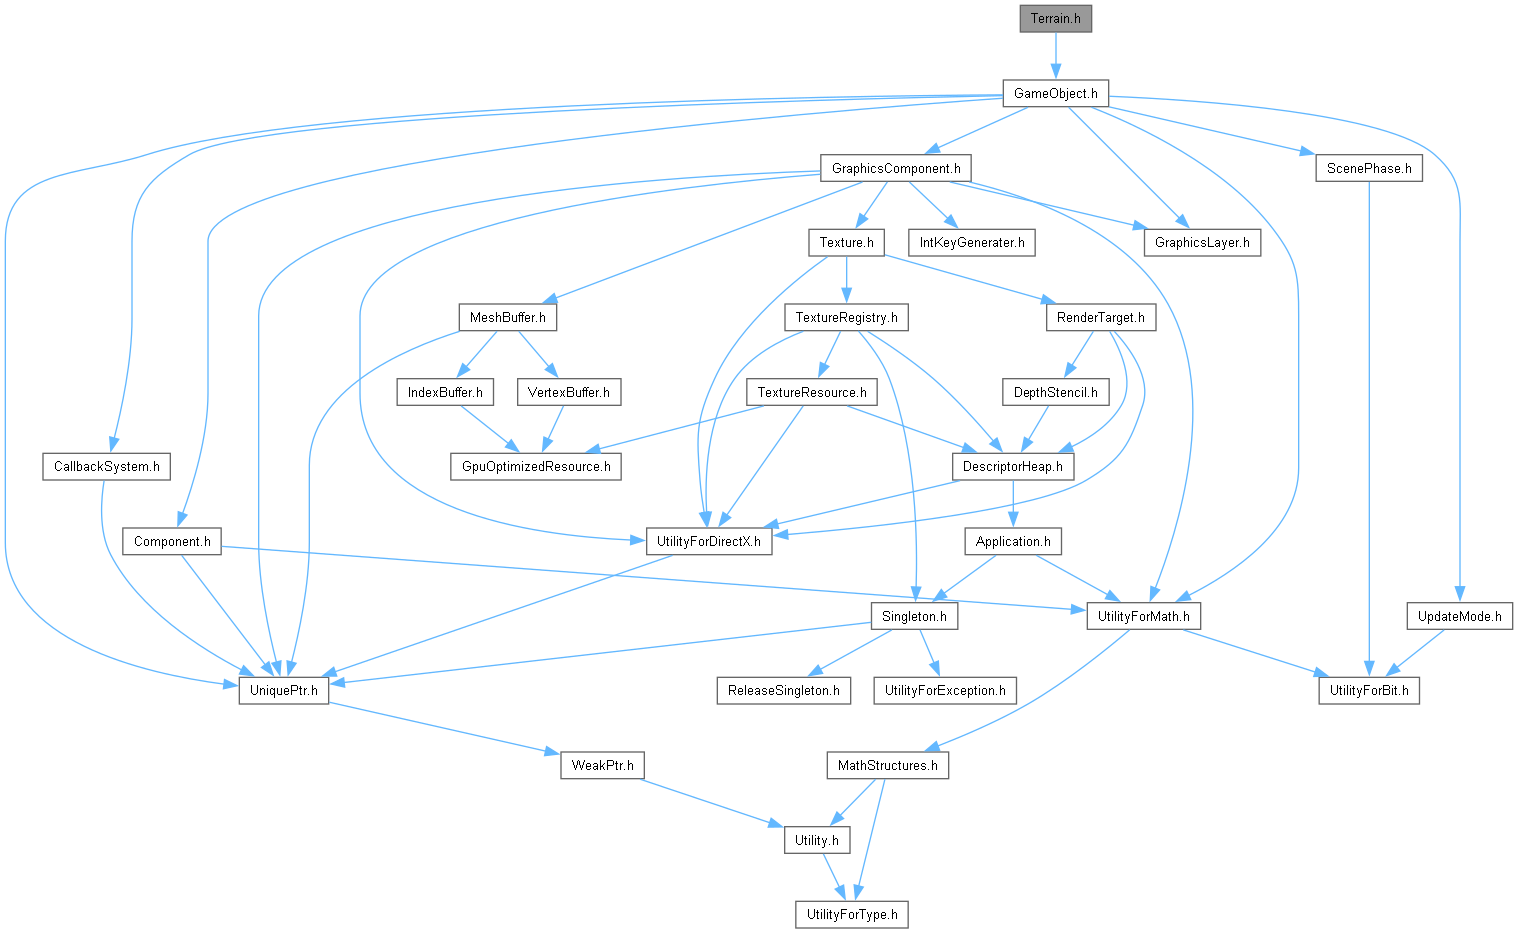 Terrain.h
GameObject.h
GraphicsComponent.h
ScenePhase.h
Texture.h
IntKeyGenerater.h
GraphicsLayer.h
MeshBuffer.h
TextureRegistry.h
RenderTarget.h
IndexBuffer.h
VertexBuffer.h
TextureResource.h
DepthStencil.h
CallbackSystem.h
GpuOptimizedResource.h
DescriptorHeap.h
Component.h
UtilityForDirectX.h
Application.h
Singleton.h
UtilityForMath.h
UpdateMode.h
UniquePtr.h
ReleaseSingleton.h
UtilityForException.h
UtilityForBit.h
WeakPtr.h
MathStructures.h
Utility.h
UtilityForType.h